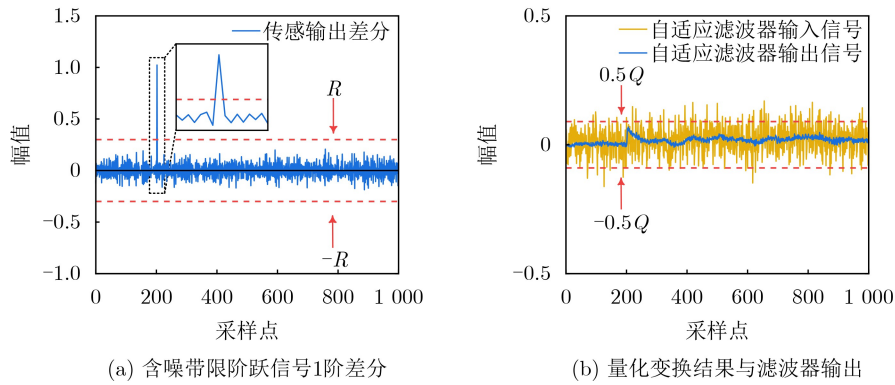 1.5
1.0
0.5
0
−0.5
−1.0
幅值
传感输出差分
R
−R
0
200
400
600
800
1 000
采样点
(a) 含噪带限阶跃信号1阶差分
0.5
0
−0.5
幅值
自适应滤波器输入信号
自适应滤波器输出信号
0.5Q
−0.5Q
0
200
400
600
800
1 000
采样点
(b) 量化变换结果与滤波器输出